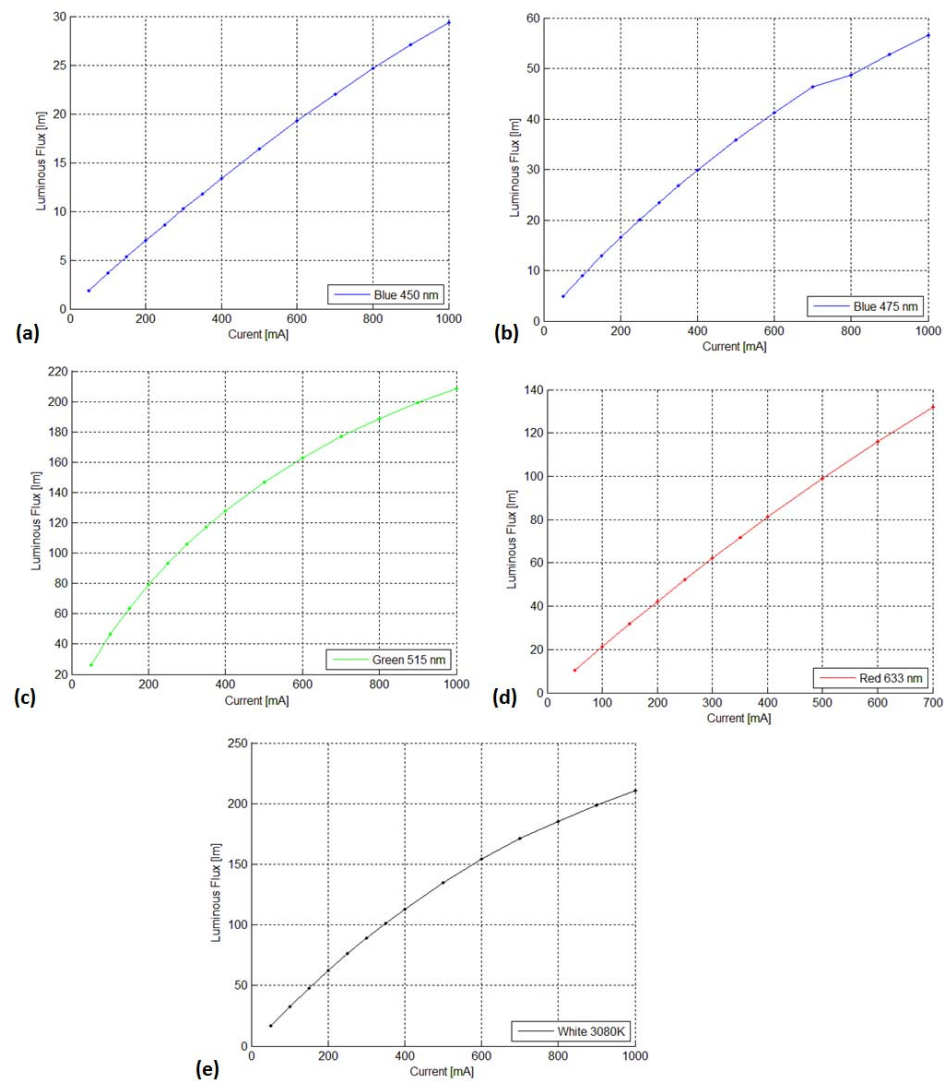 30
25
20
15
10
5
0
0 200 400 600 800 1000
Luminous Flux [lm]
Current [mA]
Blue 450 nm
(a)
60
50
40
30
20
10
0
0 200 400 600 800 1000
Luminous Flux [lm]
Current [mA]
Blue 475 nm
(b)
220
200
180
160
140
120
100
80
60
40
20
0 200 400 600 800 1000
Luminous Flux [lm]
Current [mA]
Green 515 nm
(c)
140
120
100
80
60
40
20
0
0 100 200 300 400 500 600 700
Luminous Flux [lm]
Current [mA]
Red 633 nm
(d)
250
200
150
100
50
0
0 200 400 600 800 1000
Luminous Flux [lm]
Current [mA]
White 3080K
(e)